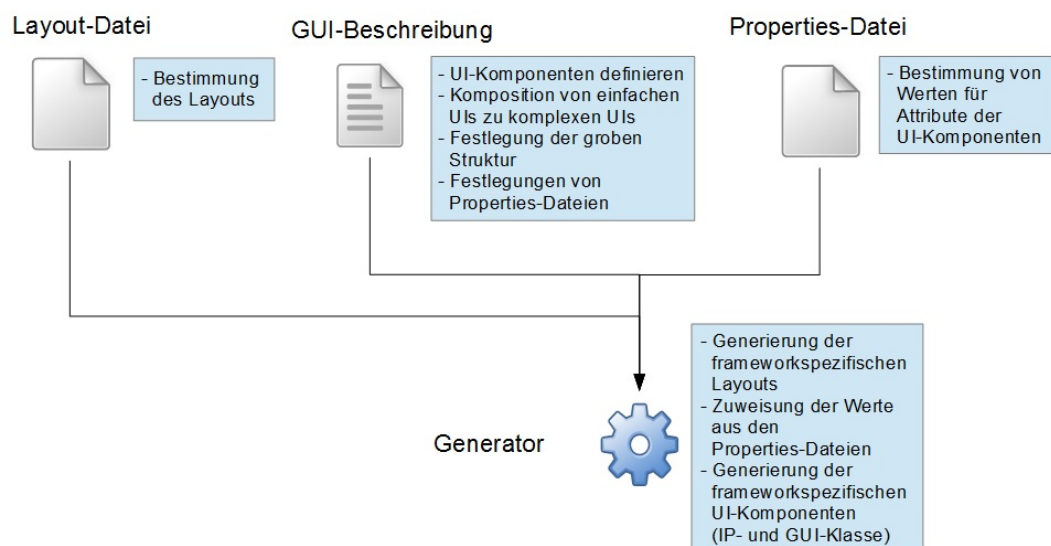 Layout-Datei
- Bestimmung
des Layouts
GUI-Beschreibung
- UI-Komponenten definieren
- Komposition von einfachen
UIs zu komplexen UIs
- Festlegung der groben
Struktur
- Festlegungen von
Properties-Dateien
Properties-Datei
- Bestimmung von
Werten für
Attribute der
UI-Komponenten
Generator
- Generierung der
frameworkspezifischen
Layouts
- Zuweisung der Werte
aus den
Properties-Dateien
- Generierung der
frameworkspezifischen
UI-Komponenten
(IP- und GUI-Klasse)